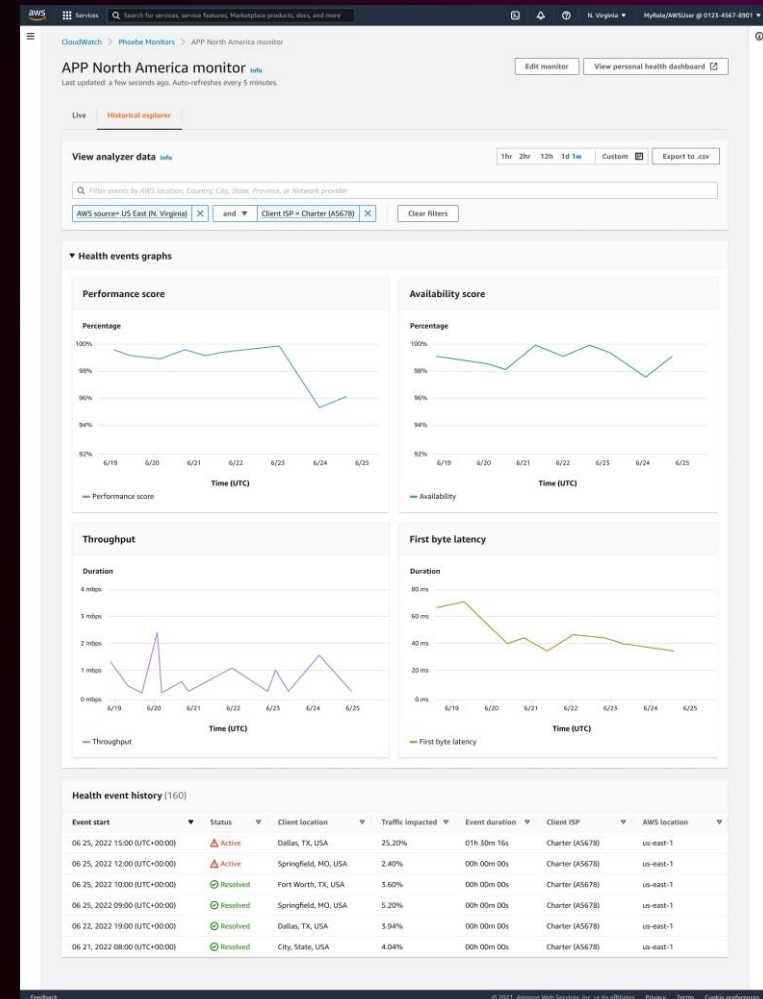 aws Services Search for services, service features, Marketplace products, docs, and more N. Virginia MyRole/AWSUser @ 0123-4567-8901
CloudWatch > Phoebe Monitors > APP North America monitor
APP North America monitor Info Edit monitor View personal health dashboard
Last updated: a few seconds ago. Auto-refreshes every 5 minutes.
Live Historical explorer
View analyzer data Info 1hr 2hr 12h 1d 1w Custom Export to .csv
Filter events by AWS location, Country, City, State, Province, or Network provider
AWS source= US East (N. Virginia) and Client ISP = Charter (AS678) Clear filters
Health events graphs
Performance score
Percentage
100%
98%
96%
94%
92%
6/19 6/20 6/21 6/22 6/23 6/24 6/25
Time (UTC)
Performance score
Availability score
Percentage
100%
98%
96%
94%
92%
6/19 6/20 6/21 6/22 6/23 6/24 6/25
Time (UTC)
Availability
Throughput
Duration
4 mbps
3 mbps
2 mbps
1 mbps
0 mbps
6/19 6/20 6/21 6/22 6/23 6/24 6/25
Time (UTC)
Throughput
First byte latency
Duration
80 ms
60 ms
40 ms
20 ms
0 ms
6/19 6/20 6/21 6/22 6/23 6/24 6/25
Time (UTC)
First byte latency
Health event history (160)
Event start Status Client location Traffic impacted Event duration Client ISP AWS location
06 25, 2022 15:00 (UTC+00:00) Active Dallas, TX, USA 25.20% 01h 30m 16s Charter (AS678) us-east-1
06 25, 2022 12:00 (UTC+00:00) Active Springfield, MO, USA 2.40% 00h 00m 00s Charter (AS678) us-east-1
06 25, 2022 10:00 (UTC+00:00) Resolved Fort Worth, TX, USA 3.60% 00h 00m 00s Charter (AS678) us-east-1
06 25, 2022 09:00 (UTC+00:00) Resolved Springfield, MO, USA 5.20% 00h 00m 00s Charter (AS678) us-east-1
06 22, 2022 19:00 (UTC+00:00) Resolved Dallas, TX, USA 3.94% 00h 00m 00s Charter (AS678) us-east-1
06 21, 2022 08:00 (UTC+00:00) Resolved City, State, USA 4.04% 00h 00m 00s Charter (AS678) us-east-1
Feedback © 2021, Amazon Web Services, Inc. or its affiliates Privacy Terms Cookie preferences